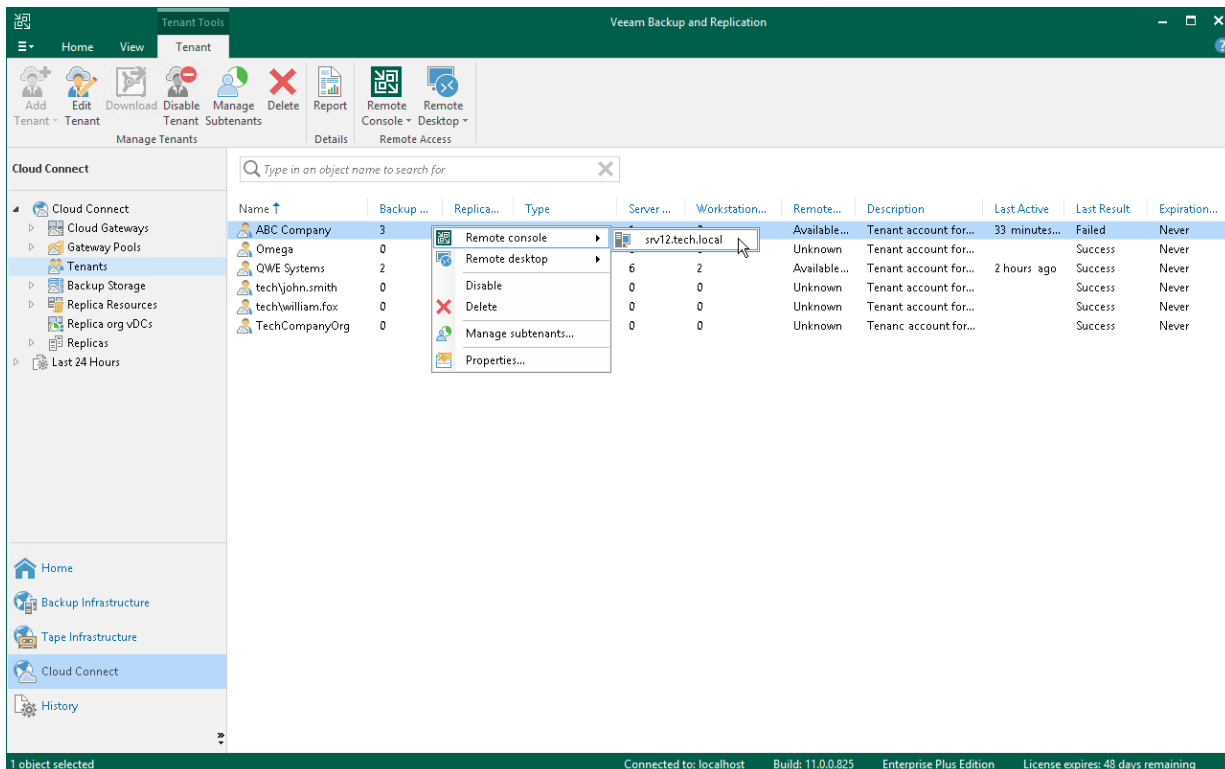 Tenant Tools
Veeam Backup and Replication
Home View Tenant
Add Tenant
Edit Tenant
Download
Disable Tenant
Manage Subtenants
Delete
Report
Remote Console
Remote Desktop
Manage Tenants
Details
Remote Access
Cloud Connect
Type in an object name to search for
Cloud Connect
Cloud Gateways
Gateway Pools
Tenants
Backup Storage
Replica Resources
Replica org vDCs
Replicas
Last 24 Hours
Name Backup ... Replica... Type Server ... Workstation... Remote... Description Last Active Last Result Expiration...
ABC Company 3 Available... Tenant account for... 33 minutes... Failed Never
Omega 0 Unknown Tenant account for... Success Never
QWE Systems 2 6 2 Available... Tenant account for... 2 hours ago Success Never
tech\john.smith 0 0 0 Unknown Tenant account for... Success Never
tech\william.fox 0 0 0 Unknown Tenant account for... Success Never
TechCompanyOrg 0 0 0 Unknown Tenanc account for... Success Never
Remote console
srv12.tech.local
Remote desktop
Disable
Delete
Manage subtenants...
Properties...
Home
Backup Infrastructure
Tape Infrastructure
Cloud Connect
History
1 object selected
Connected to: localhost Build: 11.0.0.825 Enterprise Plus Edition License expires: 48 days remaining